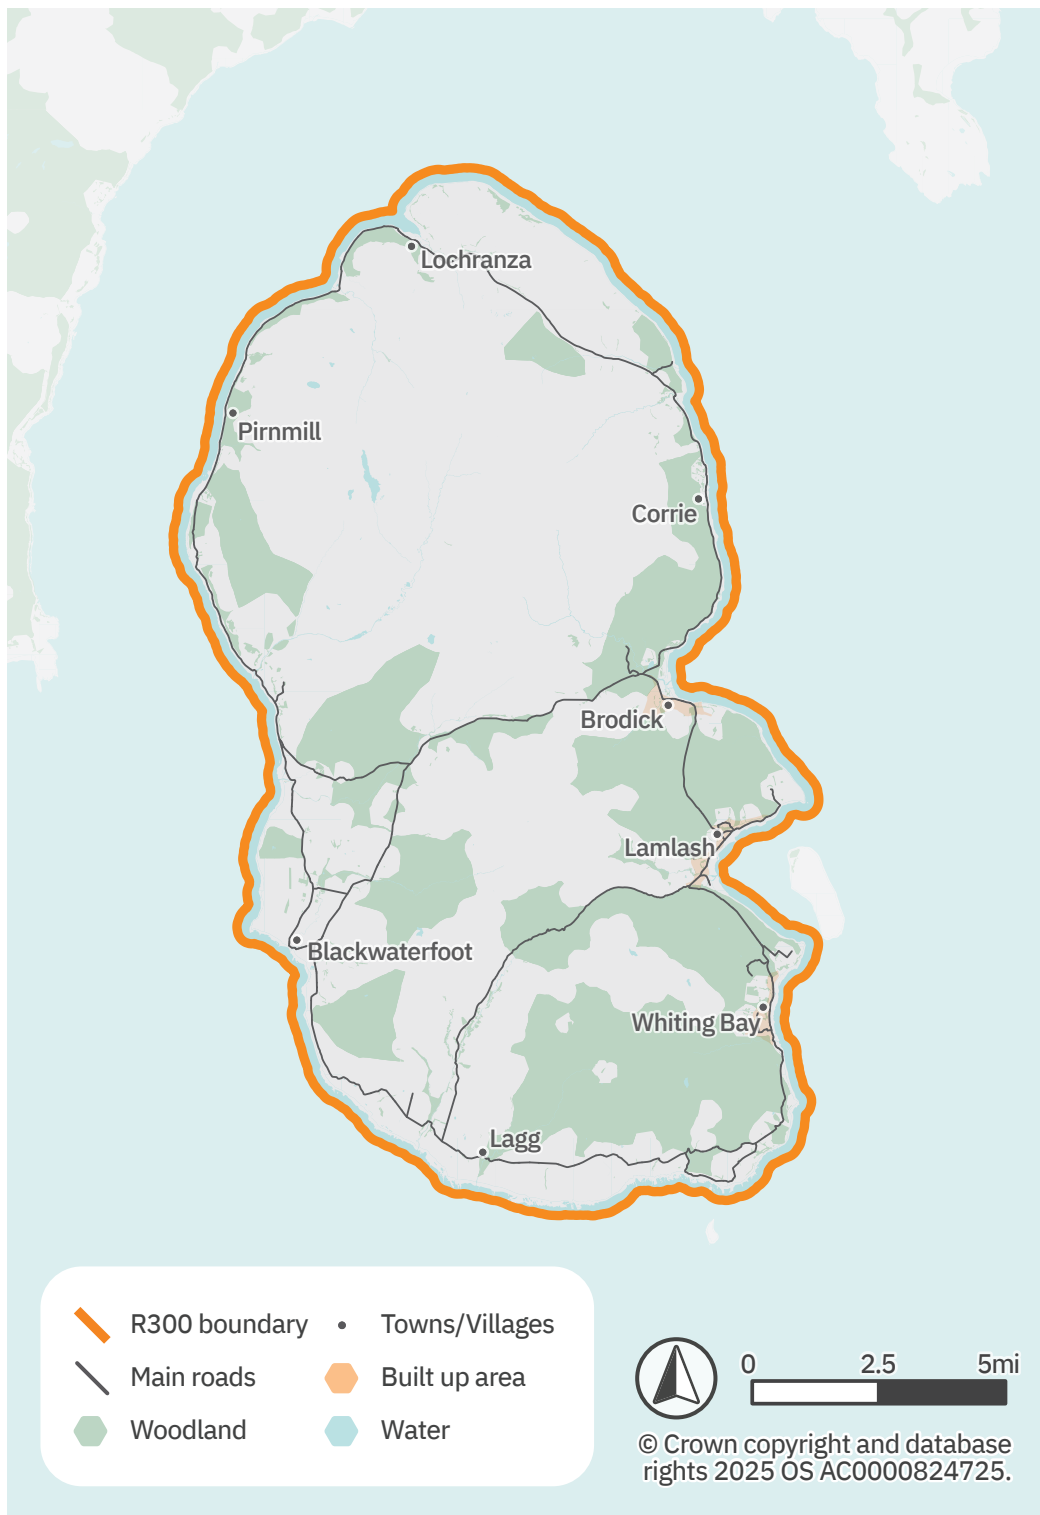 Lochranza
Pirnmill
Corrie
Brodick
Lamlash
Blackwaterfoot
Whiting Bay
Lagg
R300 boundary
Towns/Villages
Main roads
Built up area
Woodland
Water
0 2.5 5mi
© Crown copyright and database
rights 2025 OS AC0000824725.